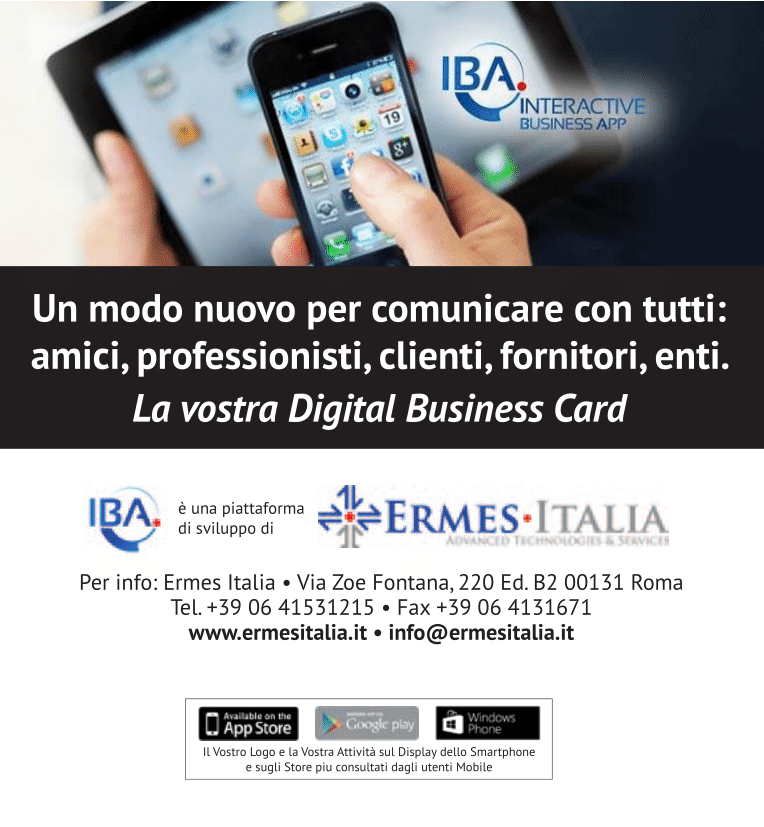 IBA.
INTERACTIVE
BUSINESS APP
19
Un modo nuovo per comunicare con tutti:
amici, professionisti, clienti, fornitori, enti.
La vostra Digital Business Card
IBA.
è una piattaforma
di sviluppo di
ERMES·ITALIA
ADVANCED TECHNOLOGIES & SERVICES
Per info: Ermes Italia • Via Zoe Fontana, 220 Ed. B2 00131 Roma
Tel. +39 06 41531215 • Fax +39 06 4131671
www.ermesitalia.it • info@ermesitalia.it
Available on the
App Store
Google play
Windows
Phone
Il Vostro Logo e la Vostra Attività sul Display dello Smartphone
e sugli Store piu consultati dagli utenti Mobile